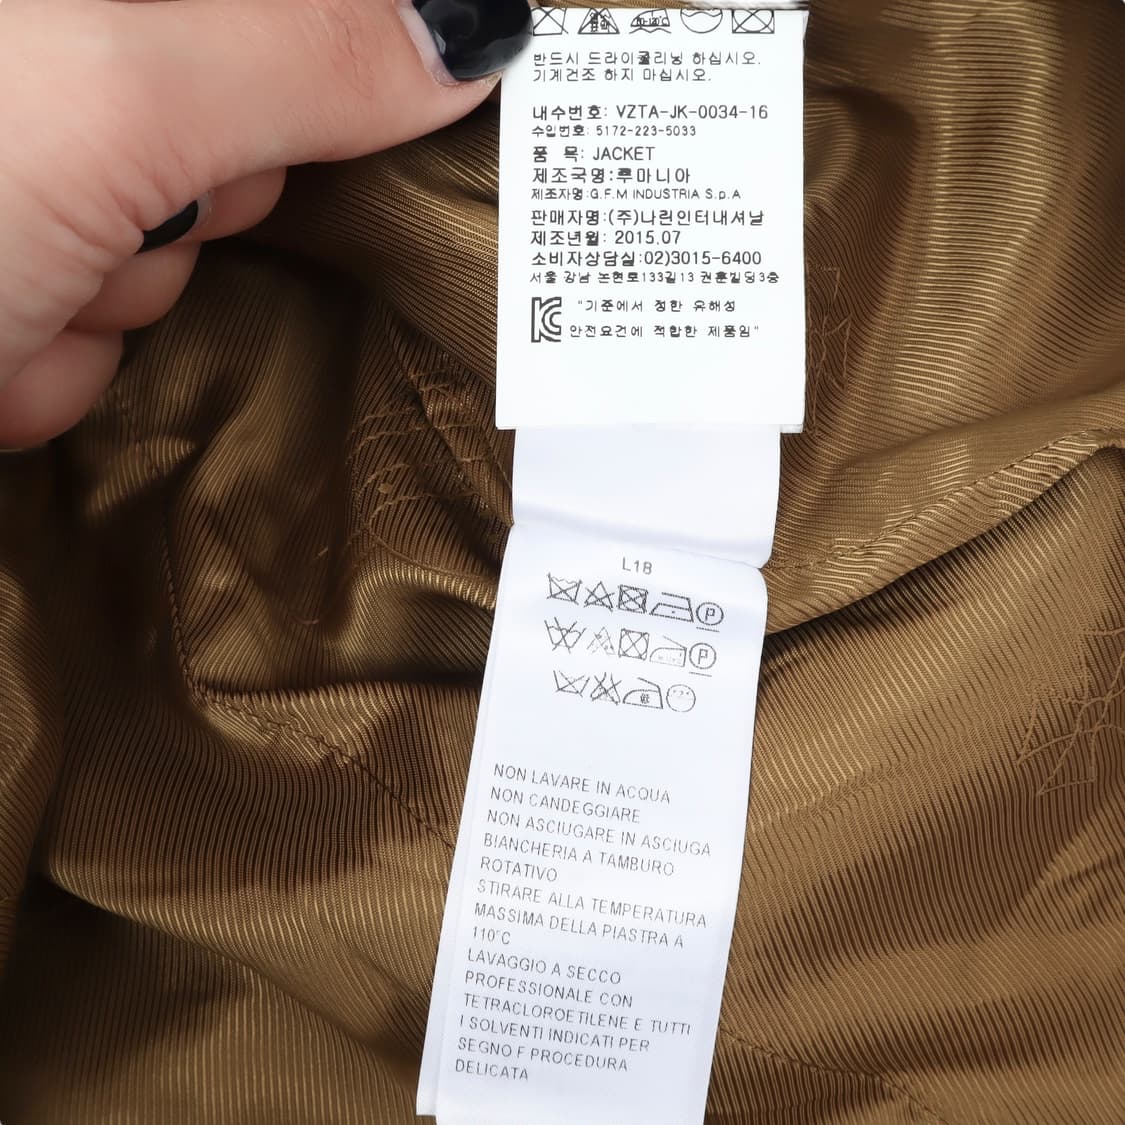 반드시 드라이클리닝 하십시오.
기계건조 하지 마십시오.
내수번호: VZTA-JK-0034-16
수입번호: 5172-223-5033
품 목: JACKET
제조국명:루마니아
제조자명:G.F.M INDUSTRIA S.p.A
판매자명:(주)나린인터내셔날
제조년월: 2015.07
소비자상담실:02)3015-6400
서울 강남 논현로133길13 권훈빌딩3층
"기준에서 정한 유해성
안전요건에 적합한 제품임"
L18
P
P
NON LAVARE IN ACQUA
NON CANDEGGIARE
NON ASCIUGARE IN ASCIUGA
BIANCHERIA A TAMBURO
ROTATIVO
STIRARE ALLA TEMPERATURA
MASSIMA DELLA PIASTRA A
110°C
LAVAGGIO A SECCO
PROFESSIONALE CON
TETRACLOROETILENE E TUTTI
I SOLVENTI INDICATI PER
SEGNO F PROCEDURA
DELICATA